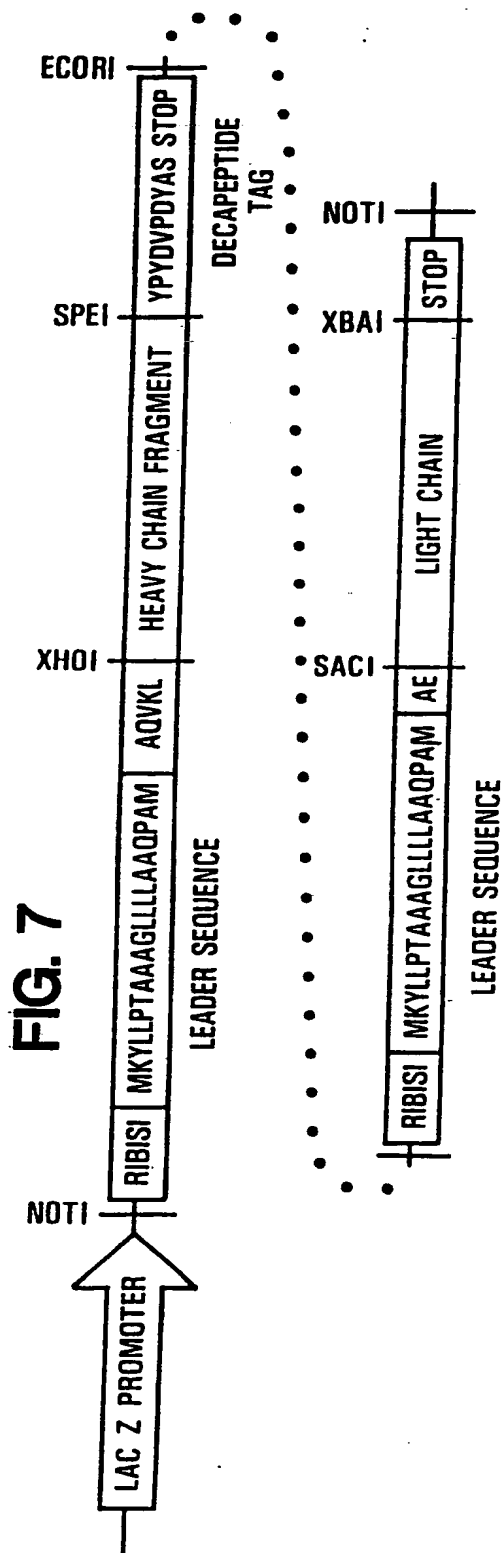 FIG. 7
LAC Z PROMOTER
NOTI
RIBISI
MKYLLPTAAAGLLLLAAQPAM
LEADER SEQUENCE
AQVKL
XHOI
HEAVY CHAIN FRAGMENT
SPEI
YPYDVPDYAS STOP
DECAPEPTIDE
TAG
ECORI
RIBISI
MKYLLPTAAAGLLLLAAQPAM
LEADER SEQUENCE
AE
SACI
LIGHT CHAIN
XBAI
STOP
NOTI